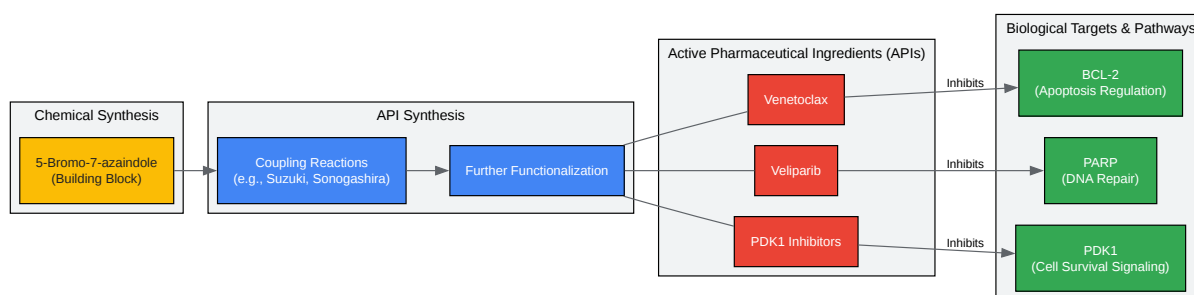 Chemical Synthesis
5-Bromo-7-azaindole
(Building Block)
API Synthesis
Coupling Reactions
(e.g., Suzuki, Sonogashira)
Further Functionalization
Active Pharmaceutical Ingredients (APIs)
Venetoclax
Veliparib
PDK1 Inhibitors
Inhibits
Inhibits
Inhibits
Biological Targets & Pathways
BCL-2
(Apoptosis Regulation)
PARP
(DNA Repair)
PDK1
(Cell Survival Signaling)